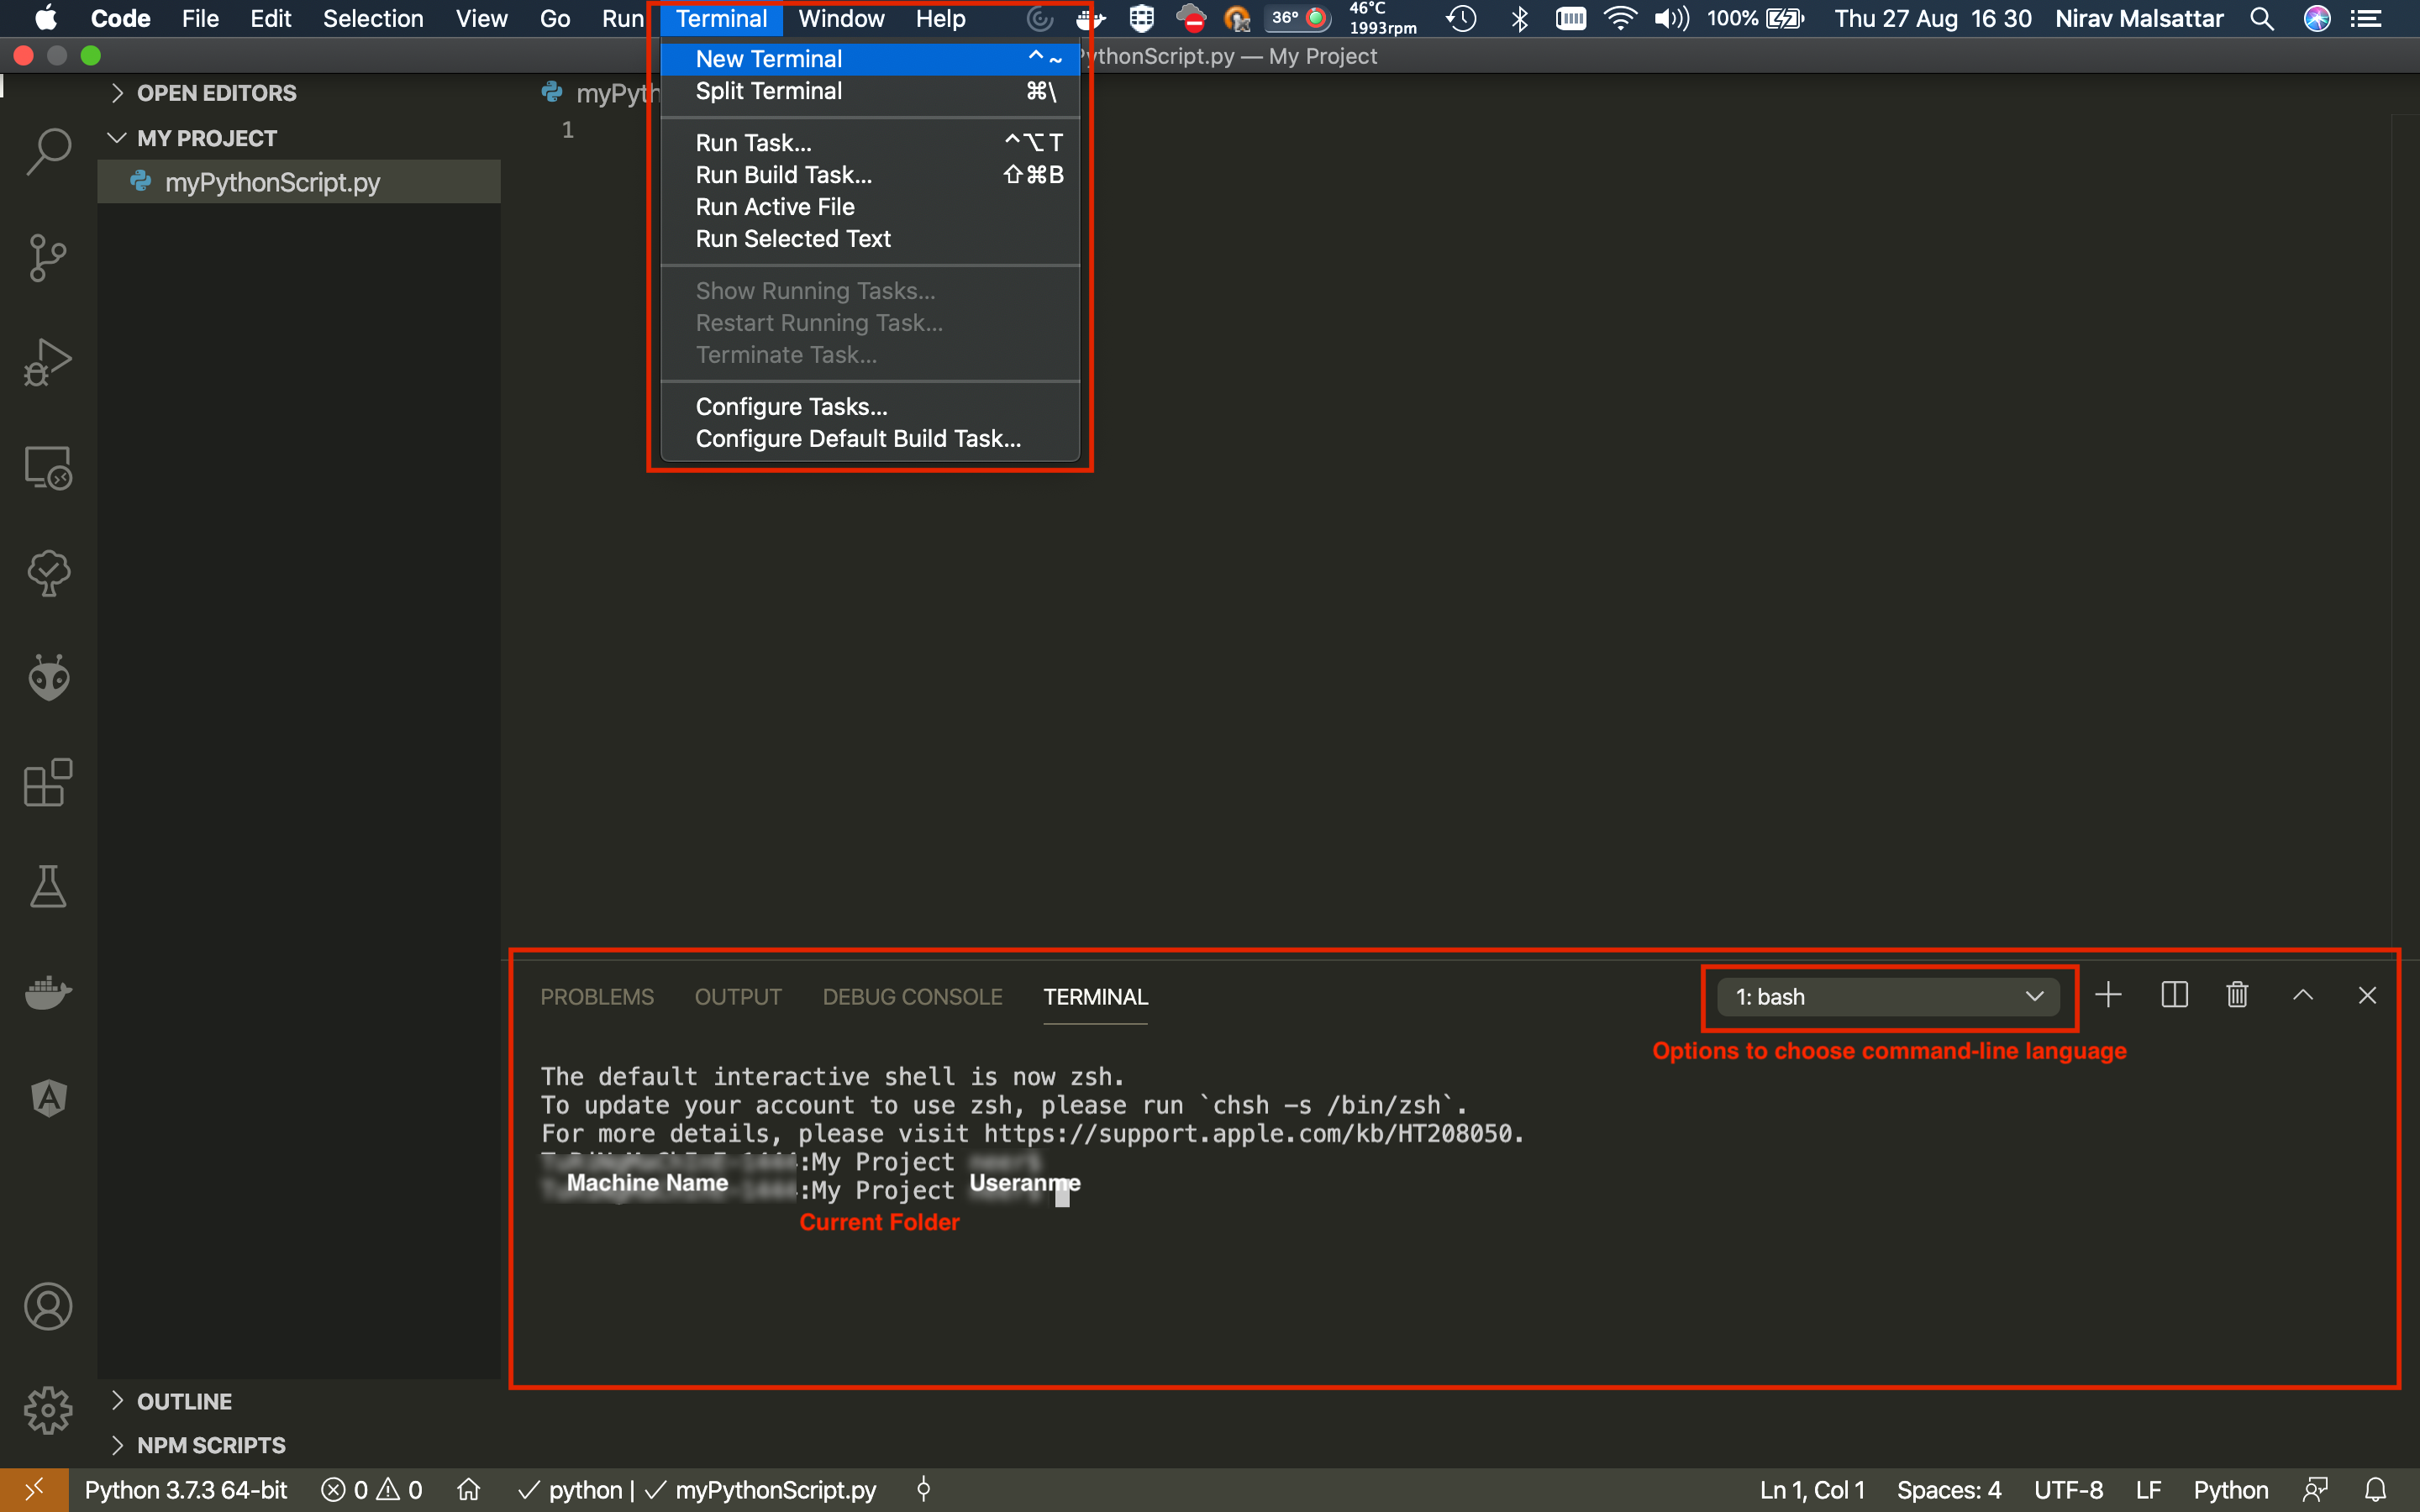 Code File Edit Selection View Go Run Terminal Window Help 36° 46°C 1993rpm 100% Thu 27 Aug 16 30 Nirav Malsattar
ythonScript.py — My Project
New Terminal ^ ~
Split Terminal ⌘\
Run Task... ^⌥T
Run Build Task... ⇧⌘B
Run Active File
Run Selected Text
Show Running Tasks...
Restart Running Task...
Terminate Task...
Configure Tasks...
Configure Default Build Task...
OPEN EDITORS
MY PROJECT
myPythonScript.py
myPyth
1
PROBLEMS OUTPUT DEBUG CONSOLE TERMINAL 1: bash
Options to choose command-line language
The default interactive shell is now zsh.
To update your account to use zsh, please run `chsh -s /bin/zsh`.
For more details, please visit https://support.apple.com/kb/HT208050.
:My Project
Machine Name :My Project Useranme
Current Folder
OUTLINE
NPM SCRIPTS
Python 3.7.3 64-bit 0 0 python | myPythonScript.py Ln 1, Col 1 Spaces: 4 UTF-8 LF Python